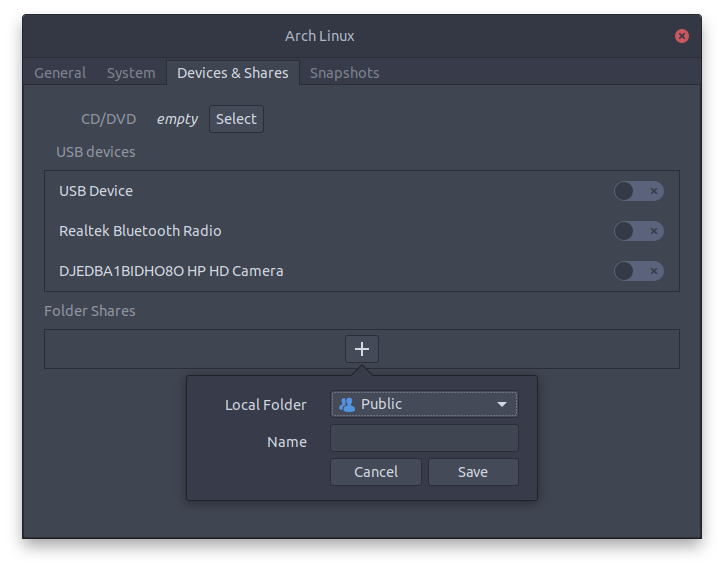 Arch Linux
General System Devices & Shares Snapshots
CD/DVD empty Select
USB devices
USB Device
Realtek Bluetooth Radio
DJEDBA1BIDHO8O HP HD Camera
Folder Shares
Local Folder Public
Name
Cancel Save